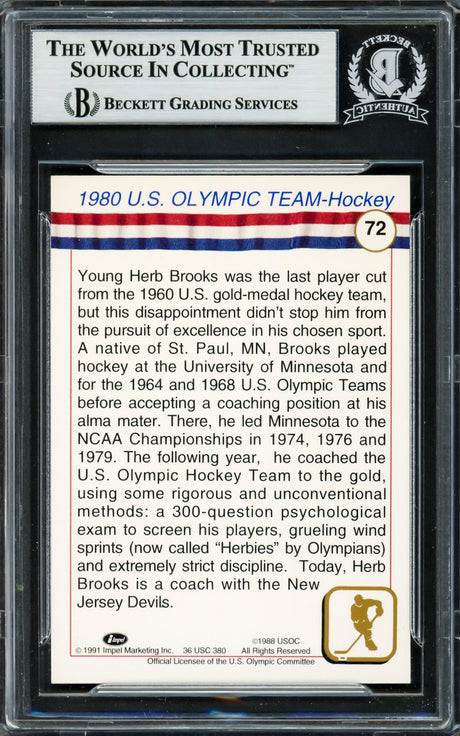 THE WORLD'S MOST TRUSTED
SOURCE IN COLLECTING™
B BECKETT GRADING SERVICES
BECKETT
AUTHENTIC
1980 U.S. OLYMPIC TEAM-Hockey
72
Young Herb Brooks was the last player cut
from the 1960 U.S. gold-medal hockey team,
but this disappointment didn't stop him from
the pursuit of excellence in his chosen sport.
A native of St. Paul, MN, Brooks played
hockey at the University of Minnesota and
for the 1964 and 1968 U.S. Olympic Teams
before accepting a coaching position at his
alma mater. There, he led Minnesota to the
NCAA Championships in 1974, 1976 and
1979. The following year, he coached the
U.S. Olympic Hockey Team to the gold,
using some rigorous and unconventional
methods: a 300-question psychological
exam to screen his players, grueling wind
sprints (now called "Herbies" by Olympians)
and extremely strict discipline. Today, Herb
Brooks is a coach with the New
Jersey Devils.
impel
©1988 USOC
© 1991 Impel Marketing Inc. 36 USC 380 All Rights Reserved
Official Licensee of the U.S. Olympic Committee